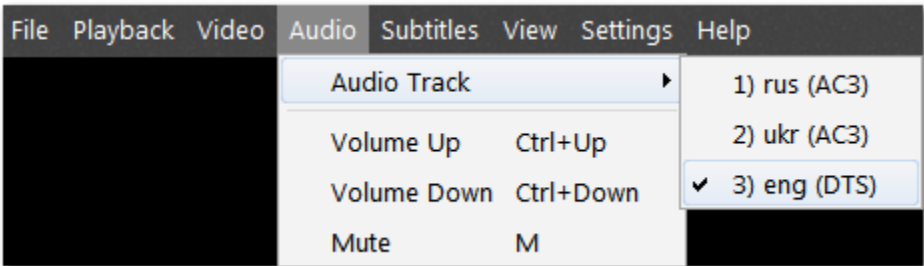 File Playback Video Audio Subtitles View Settings Help
Audio Track
1) rus (AC3)
2) ukr (AC3)
3) eng (DTS)
Volume Up Ctrl+Up
Volume Down Ctrl+Down
Mute M